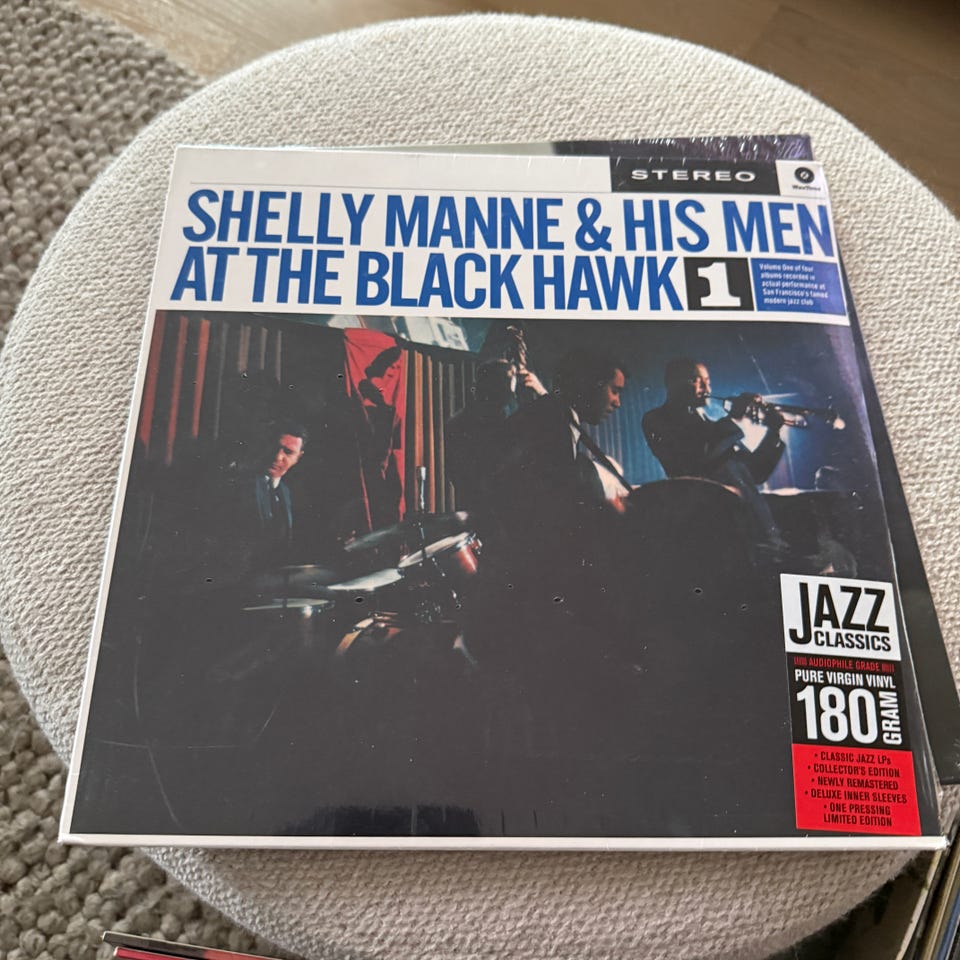 STEREO
WaxTime
SHELLY MANNE & HIS MEN
AT THE BLACK HAWK 1
Volume One of four
albums recorded in
actual performance at
San Francisco's famed
modern jazz club
JAZZ
CLASSICS
AUDIOPHILE GRADE
PURE VIRGIN VINYL
180 GRAM
• CLASSIC JAZZ LPs
• COLLECTOR'S EDITION
• NEWLY REMASTERED
• DELUXE INNER SLEEVES
• ONE PRESSING
LIMITED EDITION